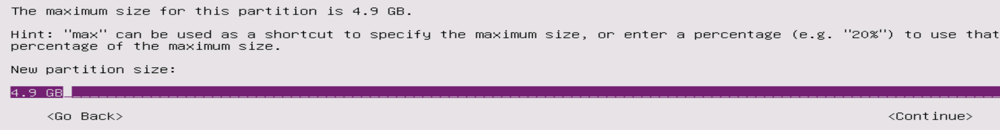 The maximum size for this partition is 4.9 GB.
Hint: "max" can be used as a shortcut to specify the maximum size, or enter a percentage (e.g. "20%") to use that
percentage of the maximum size.
New partition size:
4.9 GB
<Go Back> <Continue>